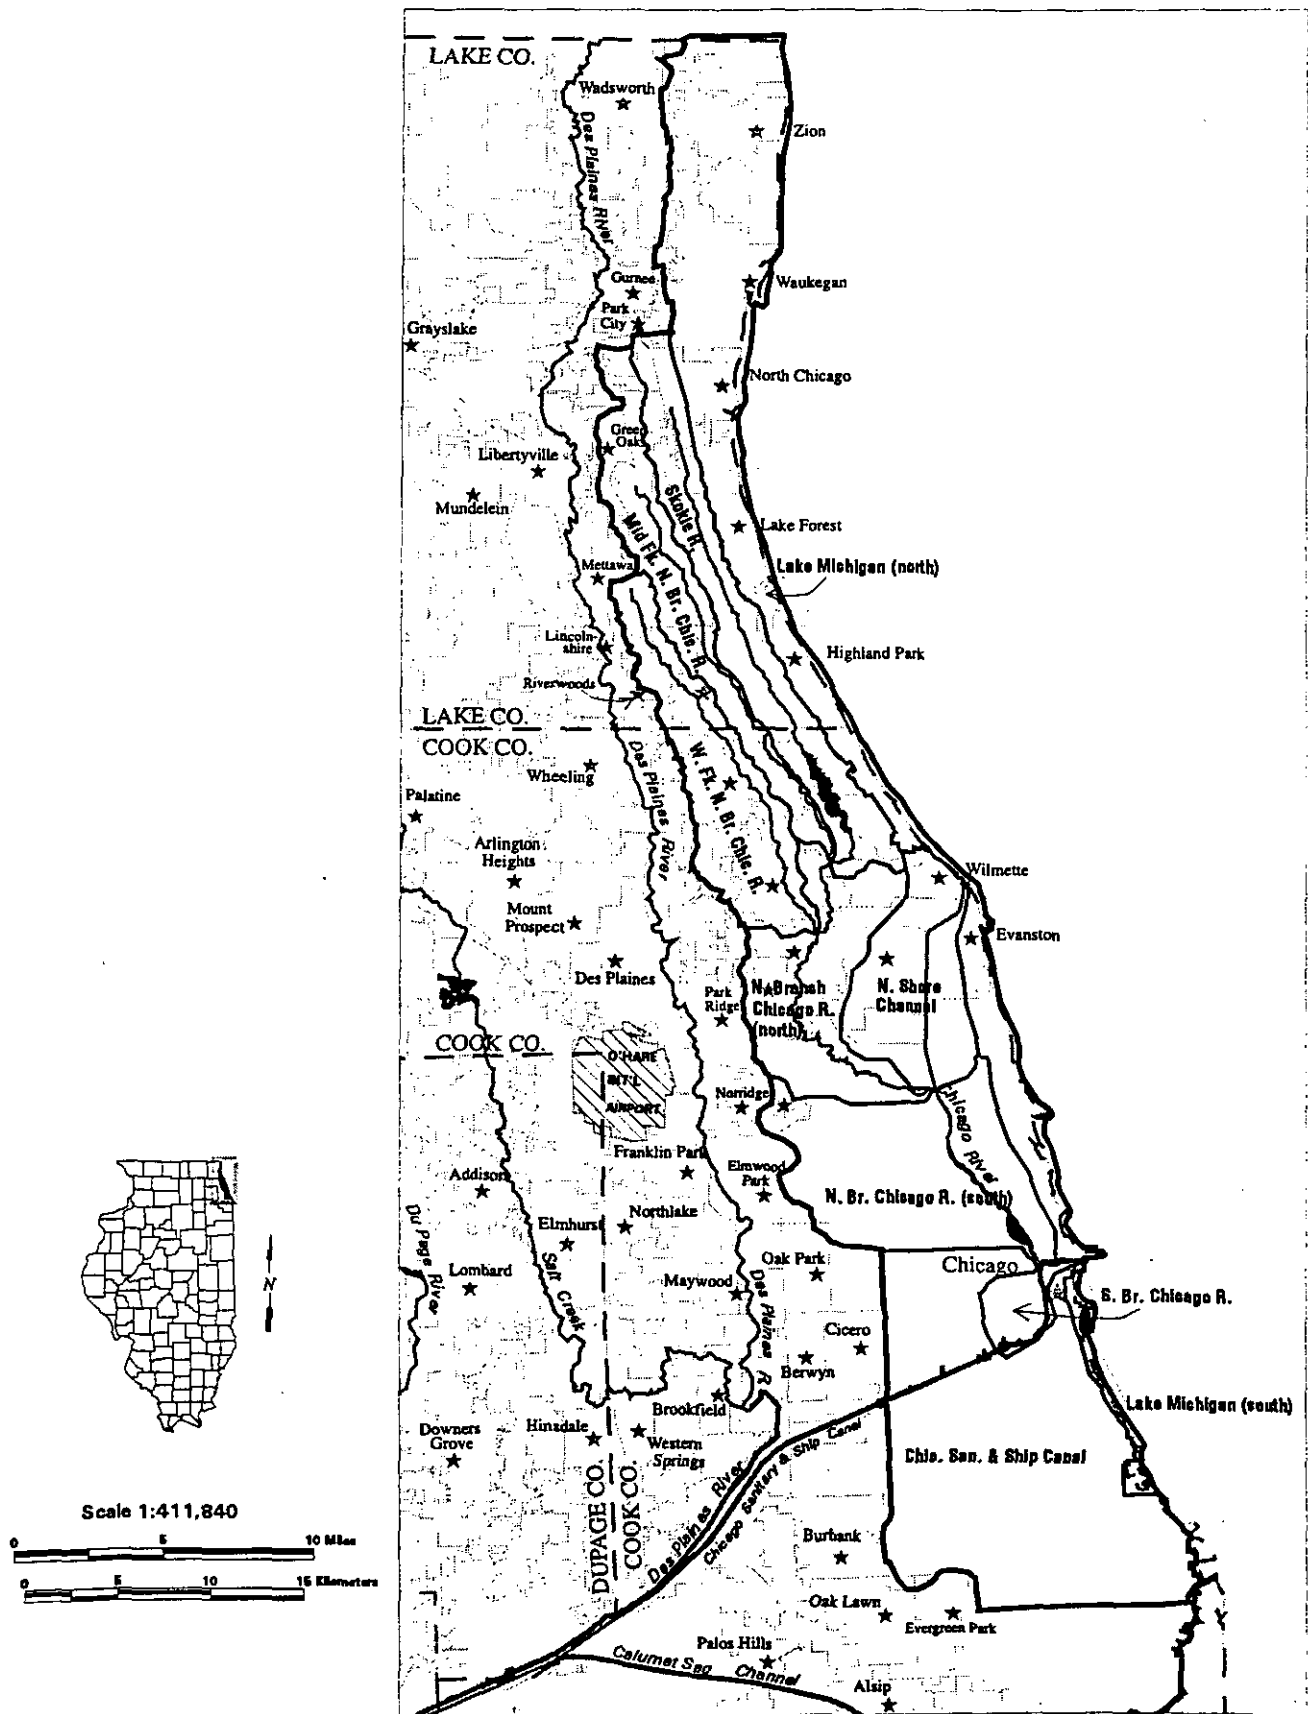 LAKE CO.
Wadsworth
Des Plaines River
Zion
Gurnee
Waukegan
Park
City
Grayslake
North Chicago
Green
Oaks
Libertyville
Mundelein
Skokie R.
Lake Forest
Mid Fk. N. Br. Chic. R.
Mettawa
Lake Michigan (north)
Lincoln-
shire
Highland Park
Riverwoods
LAKE CO.
COOK CO.
Des Plaines River
Wheeling
W. Fk. N. Br. Chic. R.
Palatine
Arlington
Heights
Wilmette
Mount
Prospect
Evanston
Des Plaines
Park
Ridge
N. Branch
Chicago R.
(north)
N. Shore
Channel
COOK CO.
O'HARE
INT'L
AIRPORT
Norridge
Chicago River
Franklin Park
Elmwood
Park
Addison
N. Br. Chicago R. (south)
Du Page River
Elmhurst
Northlake
Salt Creek
Oak Park
Chicago
Lombard
Maywood
Des Plaines R.
S. Br. Chicago R.
N
Cicero
Berwyn
Brookfield
Lake Michigan (south)
Downers
Grove
Hinsdale
Western
Springs
Chicago Sanitary & Ship Canal
Chic. San. & Ship Canal
Des Plaines River
DUPAGE CO.
COOK CO.
Scale 1:411,840
0 5 10 Miles
0 5 10 15 Kilometers
Burbank
Oak Lawn
Evergreen Park
Palos Hills
Calumet Sag Channel
Alsip